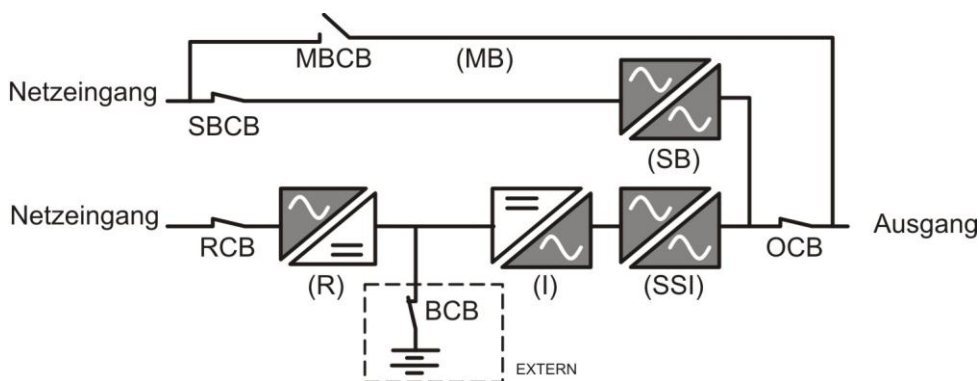 MBCB
(MB)
Netzeingang
SBCB
(SB)
Netzeingang
RCB
(R)
(I)
(SSI)
OCB
Ausgang
BCB
EXTERN